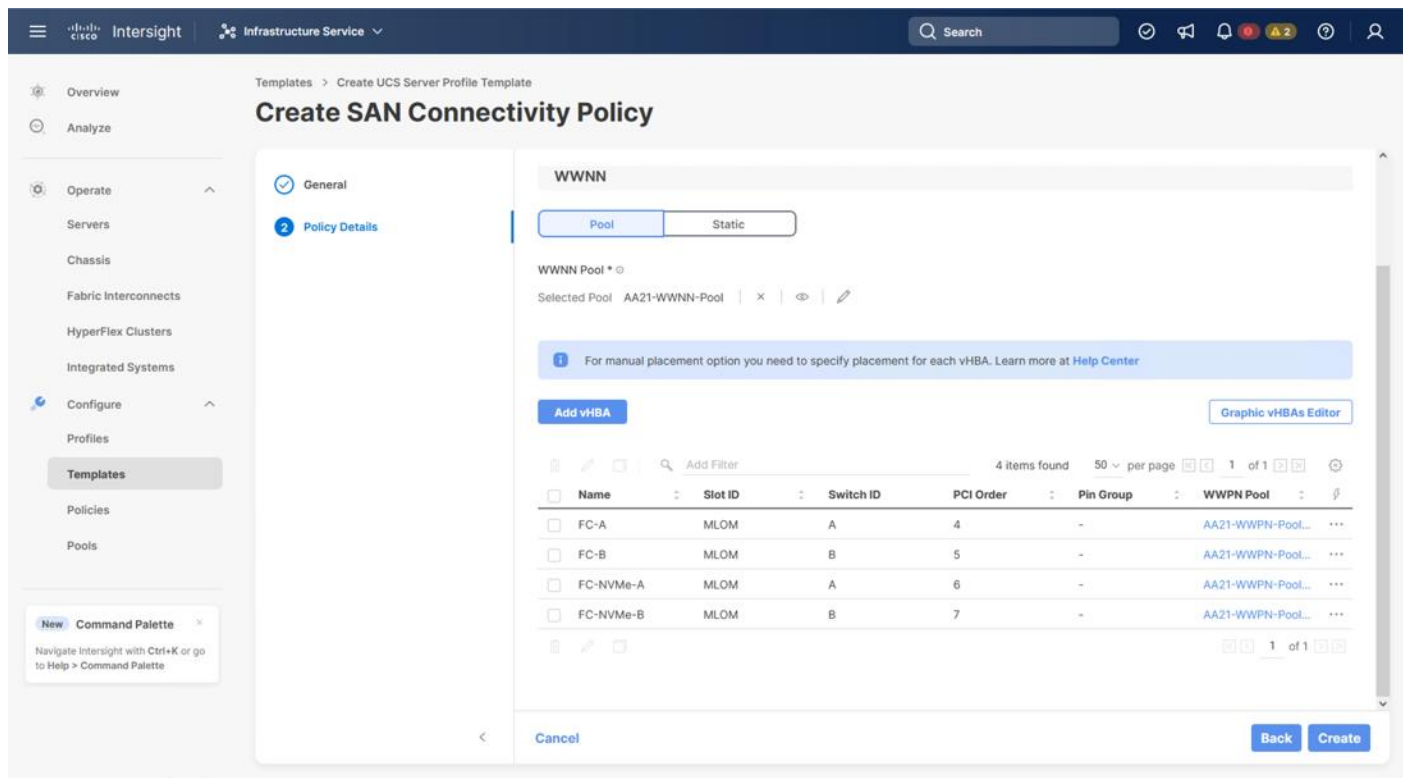 cisco Intersight Infrastructure Service Search 0 2
Templates > Create UCS Server Profile Template
Create SAN Connectivity Policy
Overview
Analyze
Operate
Servers
Chassis
Fabric Interconnects
HyperFlex Clusters
Integrated Systems
Configure
Profiles
Templates
Policies
Pools
New Command Palette
Navigate Intersight with Ctrl+K or go
to Help > Command Palette
General
2 Policy Details
WWNN
Pool Static
WWNN Pool *
Selected Pool AA21-WWNN-Pool
For manual placement option you need to specify placement for each vHBA. Learn more at Help Center
Add vHBA Graphic vHBAs Editor
Add Filter 4 items found 50 per page 1 of 1
Name Slot ID Switch ID PCI Order Pin Group WWPN Pool
FC-A MLOM A 4 - AA21-WWPN-Pool... ...
FC-B MLOM B 5 - AA21-WWPN-Pool... ...
FC-NVMe-A MLOM A 6 - AA21-WWPN-Pool... ...
FC-NVMe-B MLOM B 7 - AA21-WWPN-Pool... ...
1 of 1
Cancel Back Create